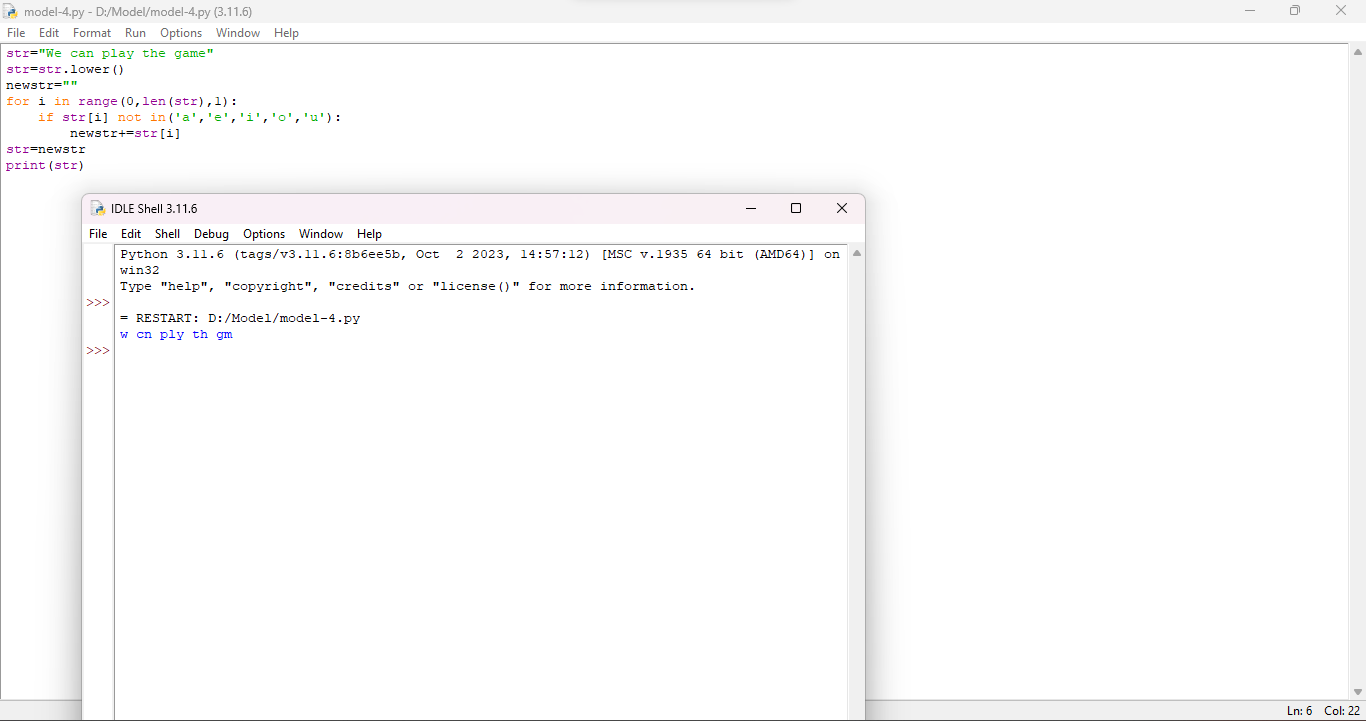 model-4.py - D:/Model/model-4.py (3.11.6)
File Edit Format Run Options Window Help
str="We can play the game"
str=str.lower()
newstr=""
for i in range(0,len(str),1):
    if str[i] not in('a','e','i','o','u'):
        newstr+=str[i]
str=newstr
print(str)
IDLE Shell 3.11.6
File Edit Shell Debug Options Window Help
Python 3.11.6 (tags/v3.11.6:8b6ee5b, Oct  2 2023, 14:57:12) [MSC v.1935 64 bit (AMD64)] on
win32
Type "help", "copyright", "credits" or "license()" for more information.
>>>
= RESTART: D:/Model/model-4.py
w cn ply th gm
>>>
Ln: 6 Col: 22